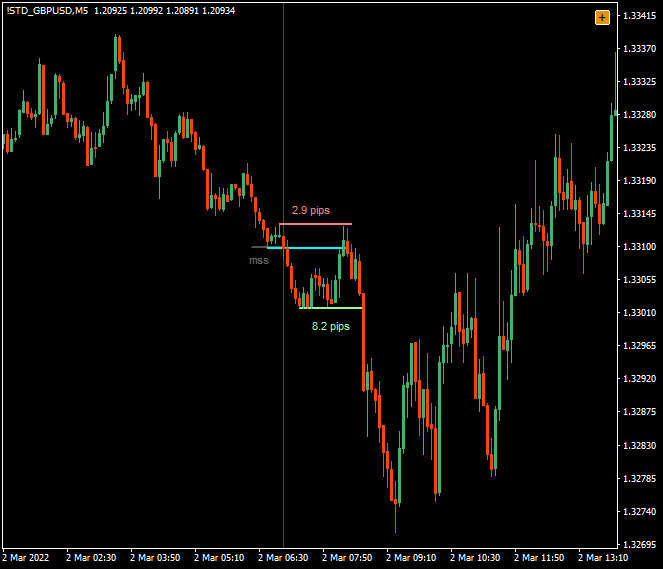 !STD_GBPUSD,M5 1.20925 1.20992 1.20891 1.20934
+
1.33415
1.33370
1.33325
1.33280
1.33235
1.33190
1.33145
1.33100
1.33055
1.33010
1.32965
1.32920
1.32875
1.32830
1.32785
1.32740
1.32695
2.9 pips
mss
8.2 pips
2 Mar 2022
2 Mar 02:30
2 Mar 03:50
2 Mar 05:10
2 Mar 06:30
2 Mar 07:50
2 Mar 09:10
2 Mar 10:30
2 Mar 11:50
2 Mar 13:10